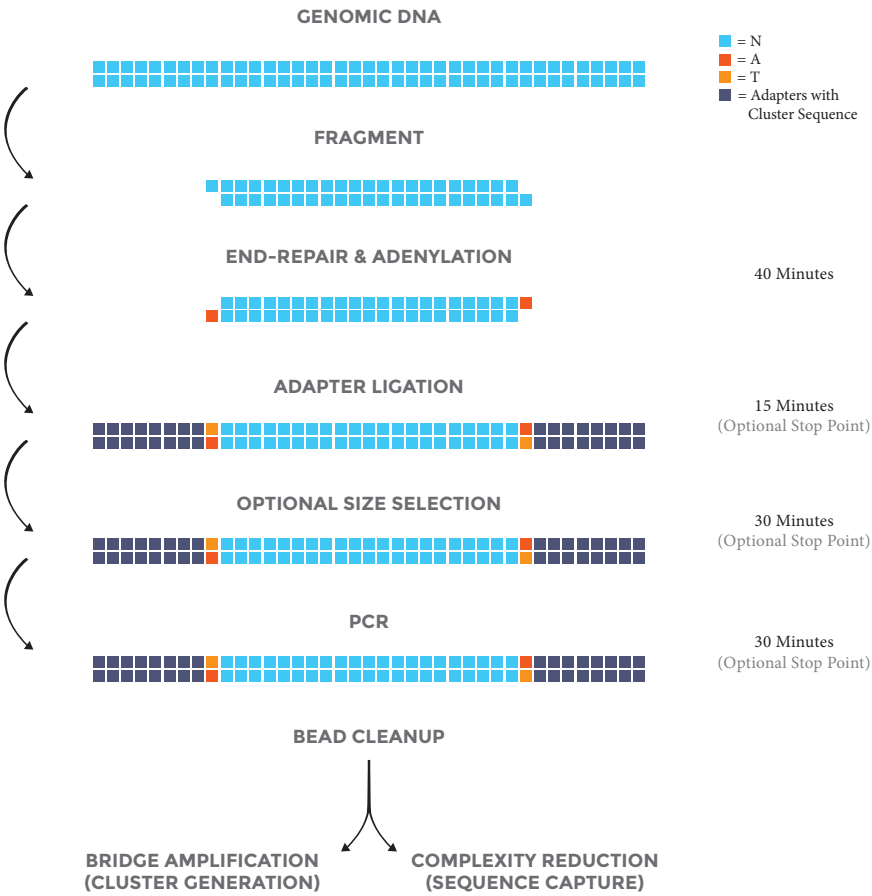 GENOMIC DNA
= N
= A
= T
= Adapters with
Cluster Sequence
FRAGMENT
END-REPAIR & ADENYLATION
40 Minutes
ADAPTER LIGATION
15 Minutes
(Optional Stop Point)
OPTIONAL SIZE SELECTION
30 Minutes
(Optional Stop Point)
PCR
30 Minutes
(Optional Stop Point)
BEAD CLEANUP
BRIDGE AMPLIFICATION
(CLUSTER GENERATION)
COMPLEXITY REDUCTION
(SEQUENCE CAPTURE)